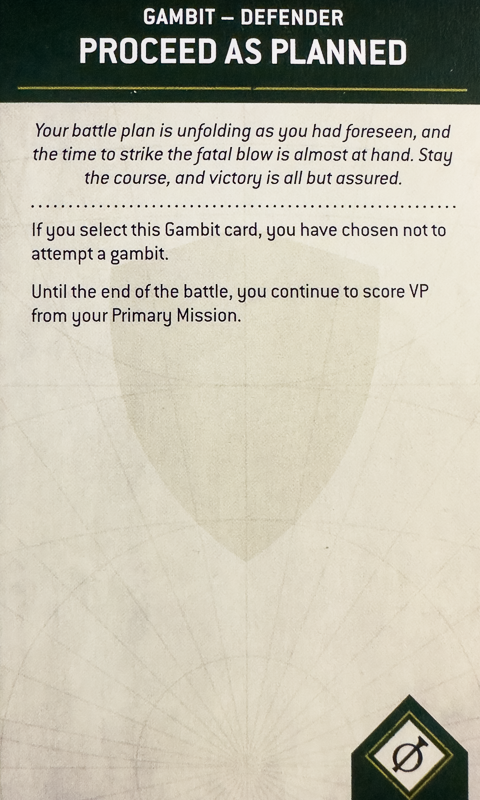 GAMBIT – DEFENDER
PROCEED AS PLANNED
Your battle plan is unfolding as you had foreseen, and
the time to strike the fatal blow is almost at hand. Stay
the course, and victory is all but assured.
If you select this Gambit card, you have chosen not to
attempt a gambit.
Until the end of the battle, you continue to score VP
from your Primary Mission.